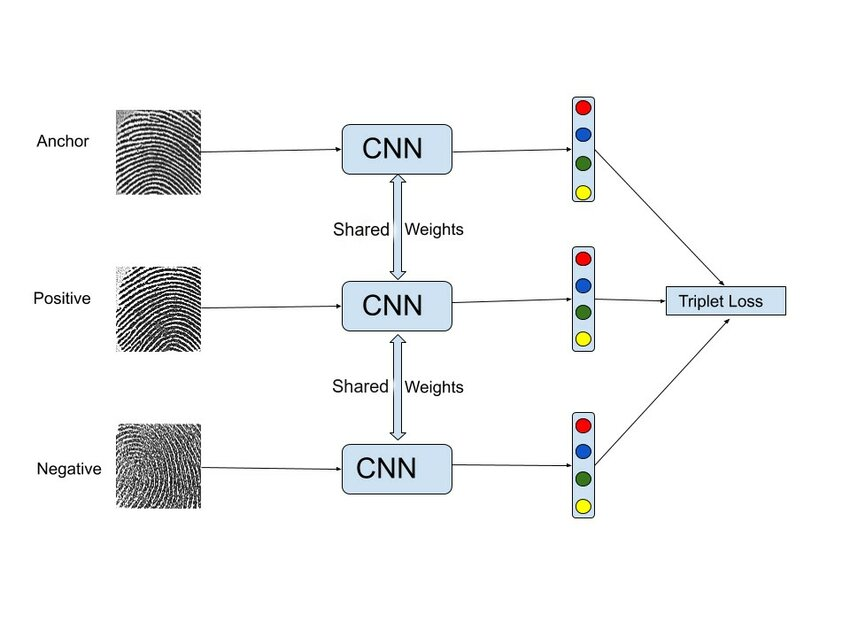 Anchor
CNN
Shared Weights
Positive
CNN
Triplet Loss
Shared Weights
Negative
CNN